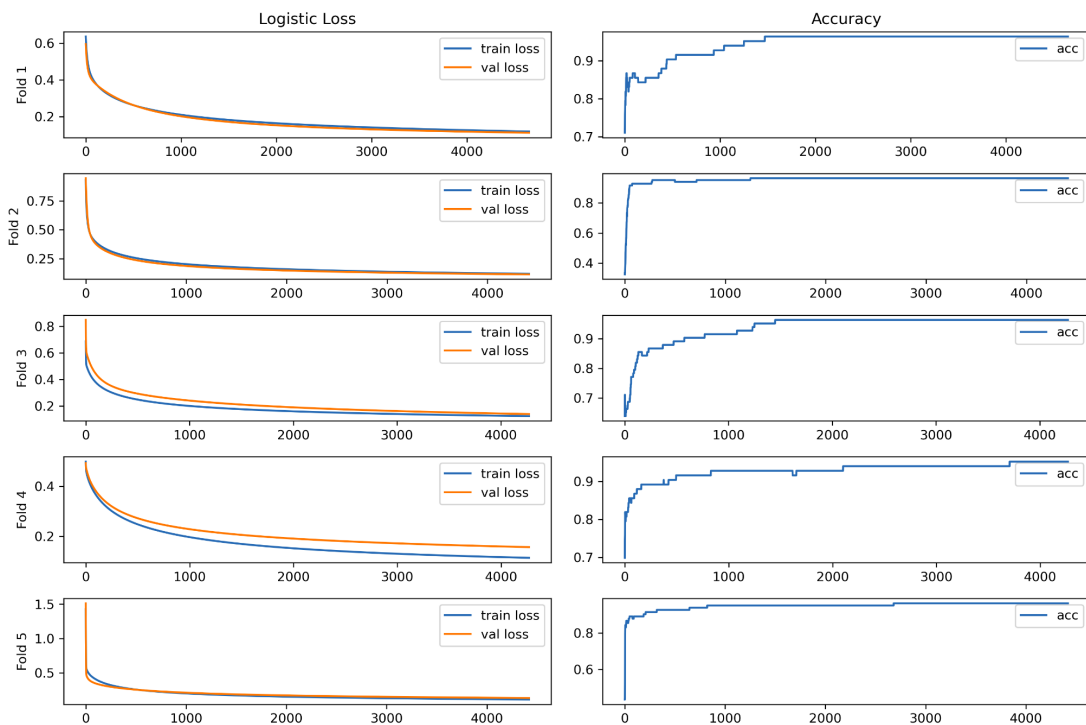 Logistic Loss
Accuracy
Fold 1
0.6
0.4
0.2
train loss
val loss
0 1000 2000 3000 4000
0.9
0.8
0.7
acc
0 1000 2000 3000 4000
Fold 2
0.75
0.50
0.25
train loss
val loss
0 1000 2000 3000 4000
0.8
0.6
0.4
acc
0 1000 2000 3000 4000
Fold 3
0.8
0.6
0.4
0.2
train loss
val loss
0 1000 2000 3000 4000
0.9
0.8
0.7
acc
0 1000 2000 3000 4000
Fold 4
0.4
0.2
train loss
val loss
0 1000 2000 3000 4000
0.9
0.8
0.7
acc
0 1000 2000 3000 4000
Fold 5
1.5
1.0
0.5
train loss
val loss
0 1000 2000 3000 4000
0.8
0.6
acc
0 1000 2000 3000 4000